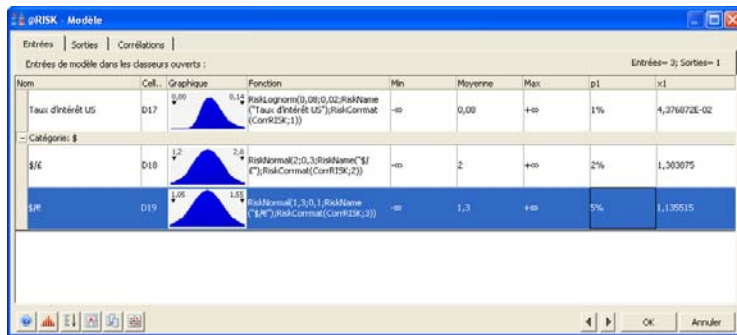 @RISK - Modèle
Entrées Sorties Corrélations
Entrées de modèle dans les classeurs ouverts : Entrées= 3; Sorties= 1
Nom Cell.. Graphique Fonction Min Moyenne Max p1 x1
Taux d'intérêt US D17 0,00 0,14 RiskLognorm(0,08;0,02;RiskName
("Taux d'intérêt US");RiskCorrmat
(CorrRISK;1)) -∞ 0,08 +∞ 1% 4,376872E-02
Catégorie: $
$/£ D18 1,2 2,8 RiskNormal(2;0,3;RiskName("$/
£");RiskCorrmat(CorrRISK;2)) -∞ 2 +∞ 2% 1,383875
$/€ D19 1,05 1,55 RiskNormal(1,3;0,1;RiskName
("$/€");RiskCorrmat(CorrRISK;3)) -∞ 1,3 +∞ 5% 1,135515
OK Annuler